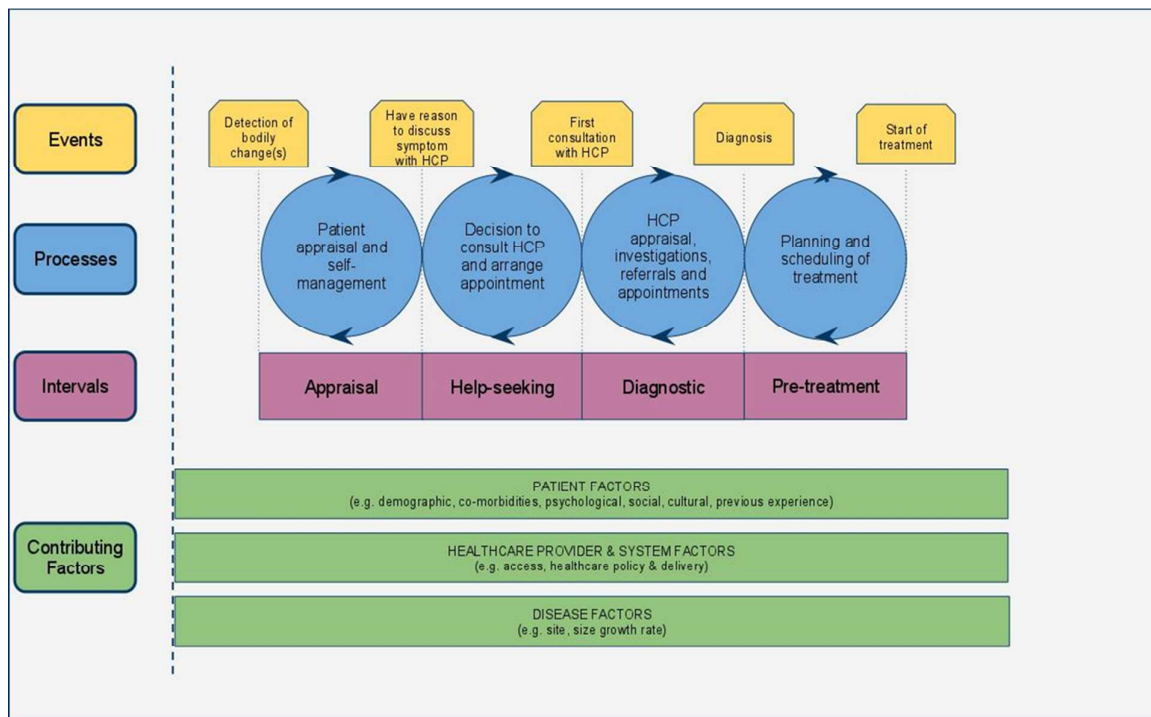 Events
Detection of
bodily
change(s)
Have reason
to discuss
symptom
with HCP
First
consultation
with HCP
Diagnosis
Start of
treatment
Processes
Patient
appraisal and
self-
management
Decision to
consult HCP
and arrange
appointment
HCP
appraisal,
investigations,
referrals and
appointments
Planning and
scheduling of
treatment
Intervals
Appraisal
Help-seeking
Diagnostic
Pre-treatment
Contributing
Factors
PATIENT FACTORS
(e.g. demographic, co-morbidities, psychological, social, cultural, previous experience)
HEALTHCARE PROVIDER & SYSTEM FACTORS
(e.g. access, healthcare policy & delivery)
DISEASE FACTORS
(e.g. site, size growth rate)